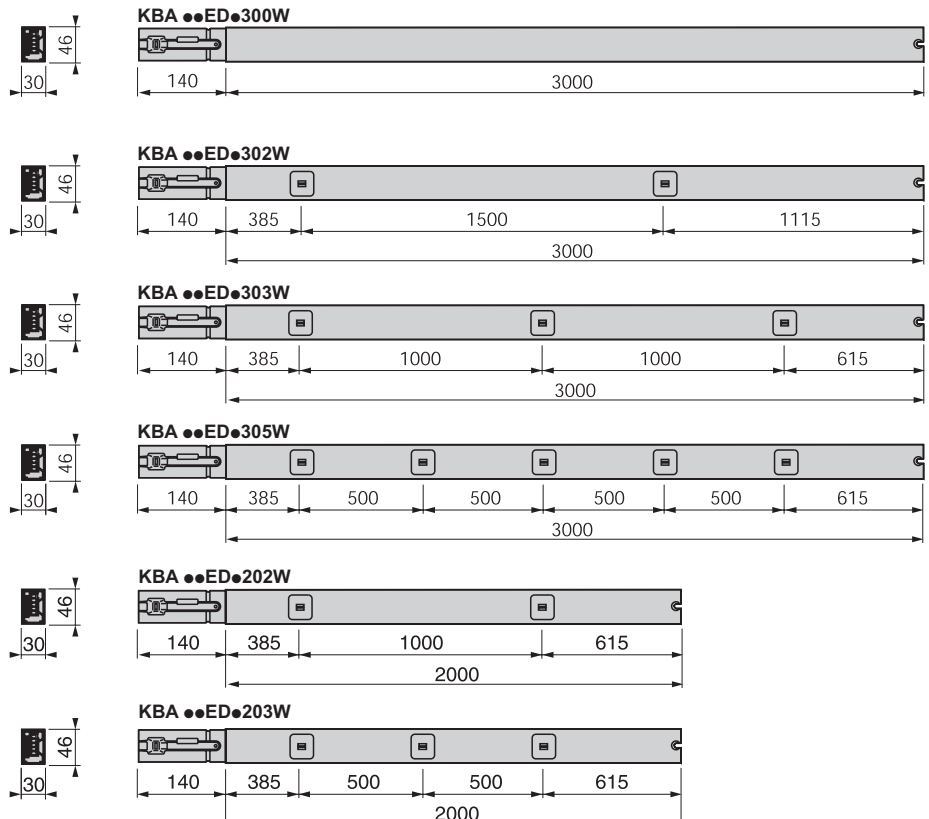 KBA ●●ED●300W
46
30
140 3000
KBA ●●ED●302W
46
30
140 385 1500 1115
3000
KBA ●●ED●303W
46
30
140 385 1000 1000 615
3000
KBA ●●ED●305W
46
30
140 385 500 500 500 500 615
3000
KBA ●●ED●202W
46
30
140 385 1000 615
2000
KBA ●●ED●203W
46
30
140 385 500 500 615
2000